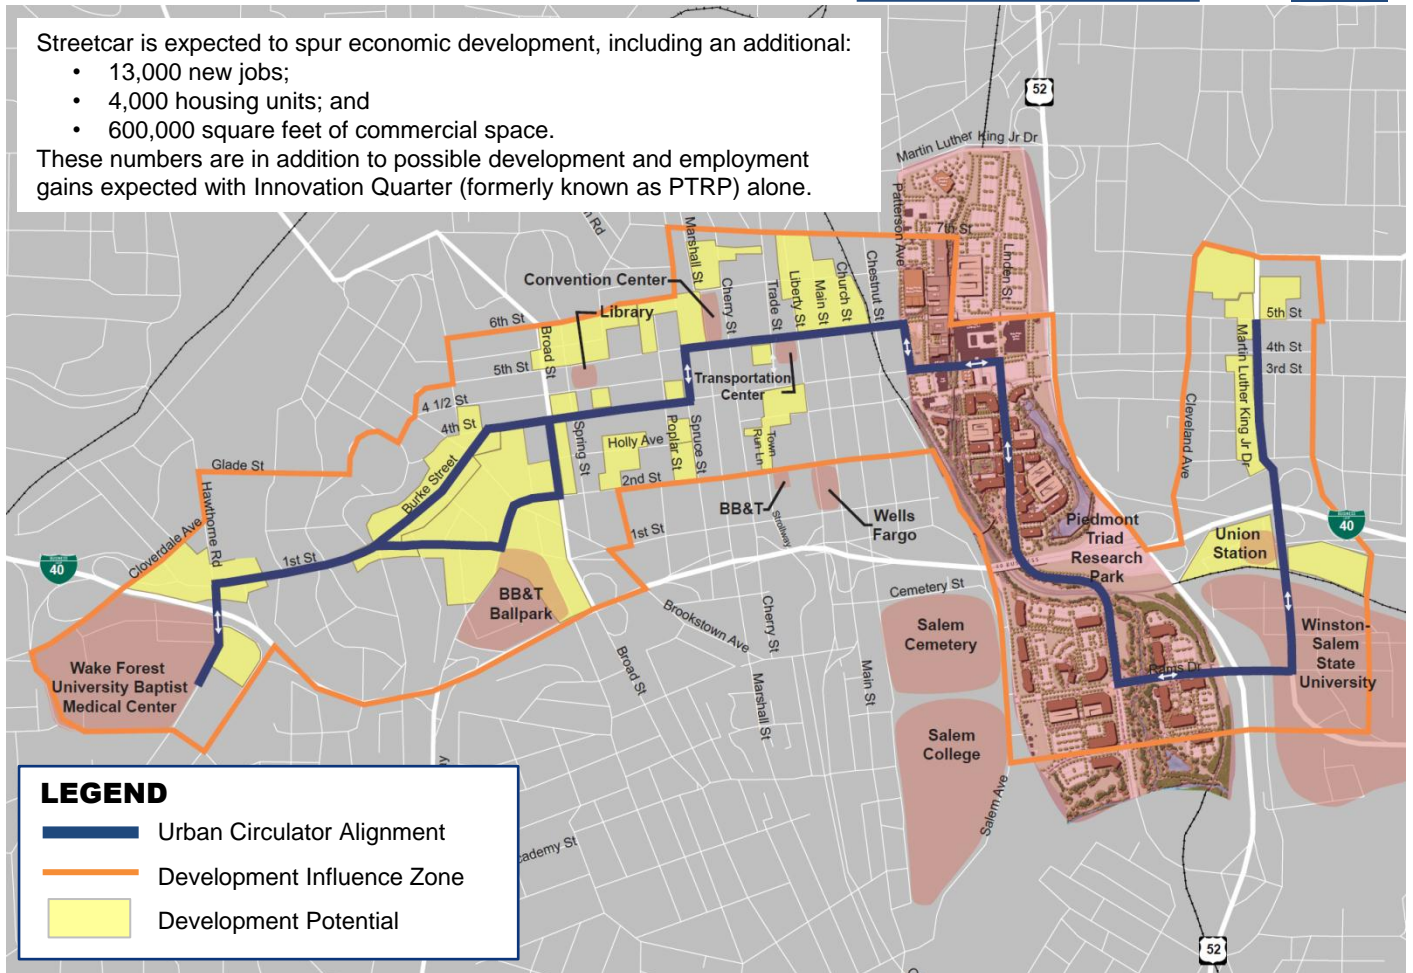 Streetcar is expected to spur economic development, including an additional:
• 13,000 new jobs;
• 4,000 housing units; and
• 600,000 square feet of commercial space.
These numbers are in addition to possible development and employment
gains expected with Innovation Quarter (formerly known as PTRP) alone.
52
Martin Luther King Jr Dr
Patterson Ave
7th St
Linden St
Rd
Marshall St
Cherry St
Trade St
Liberty St
Main St
Church St
Chestnut St
Convention Center
Library
6th St
Broad St
5th St
4 1/2 St
4th St
Transportation
Center
5th St
4th St
3rd St
Martin Luther King Jr Dr
Cleveland Ave
Spring St
Holly Ave
Poplar St
Spruce St
Town
Run Ln
2nd St
Burke Street
Glade St
Hawthorne Rd
Cloverdale Ave
1st St
1st St
BB&T
Strollway
Wells
Fargo
Piedmont
Triad
Research
Park
Union
Station
40
40
BB&T
Ballpark
Cemetery St
Brookstown Ave
Cherry St
Marshall St
Broad St
Main St
Salem
Cemetery
Salem
College
Salem Ave
Rams Dr
Winston-
Salem
State
University
Wake Forest
University Baptist
Medical Center
cademy St
LEGEND
Urban Circulator Alignment
Development Influence Zone
Development Potential
52